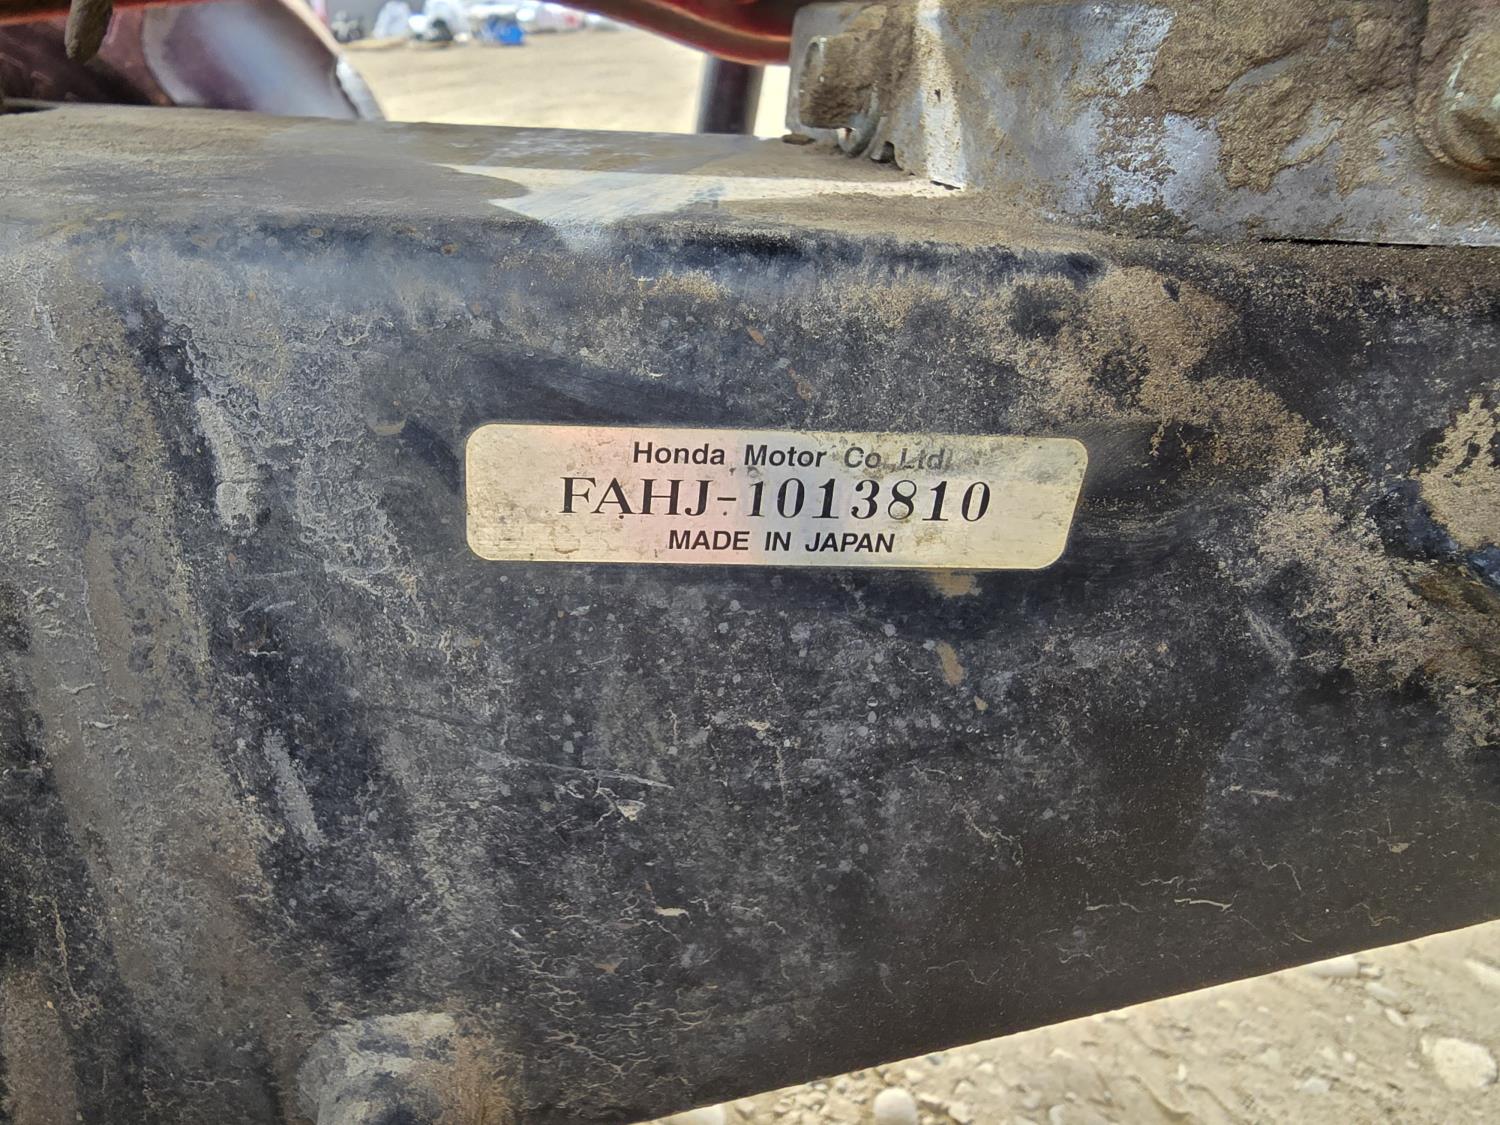 Honda Motor Co.,Ltd.
FAHJ-1013810
MADE IN JAPAN